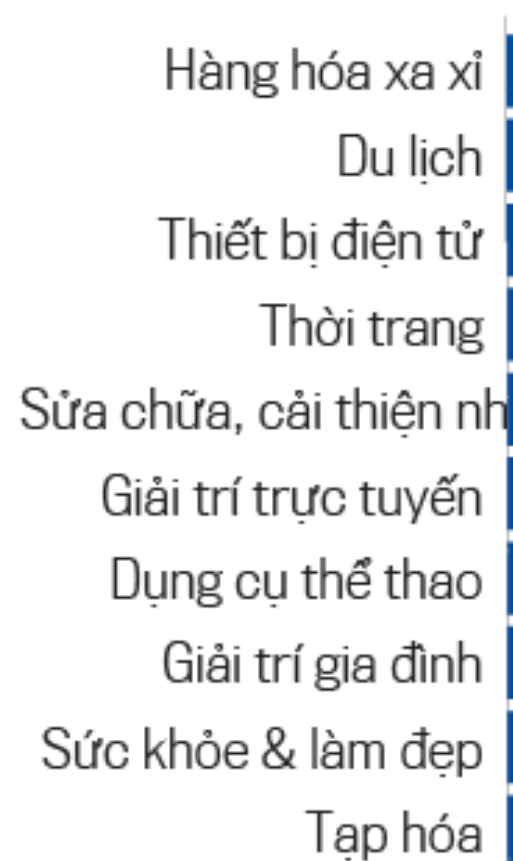 Hàng hóa xa xỉ
Du lịch
Thiết bị điện tử
Thời trang
Sửa chữa, cải thiện nh
Giải trí trực tuyến
Dụng cụ thể thao
Giải trí gia đình
Sức khỏe & làm đẹp
Tạp hóa